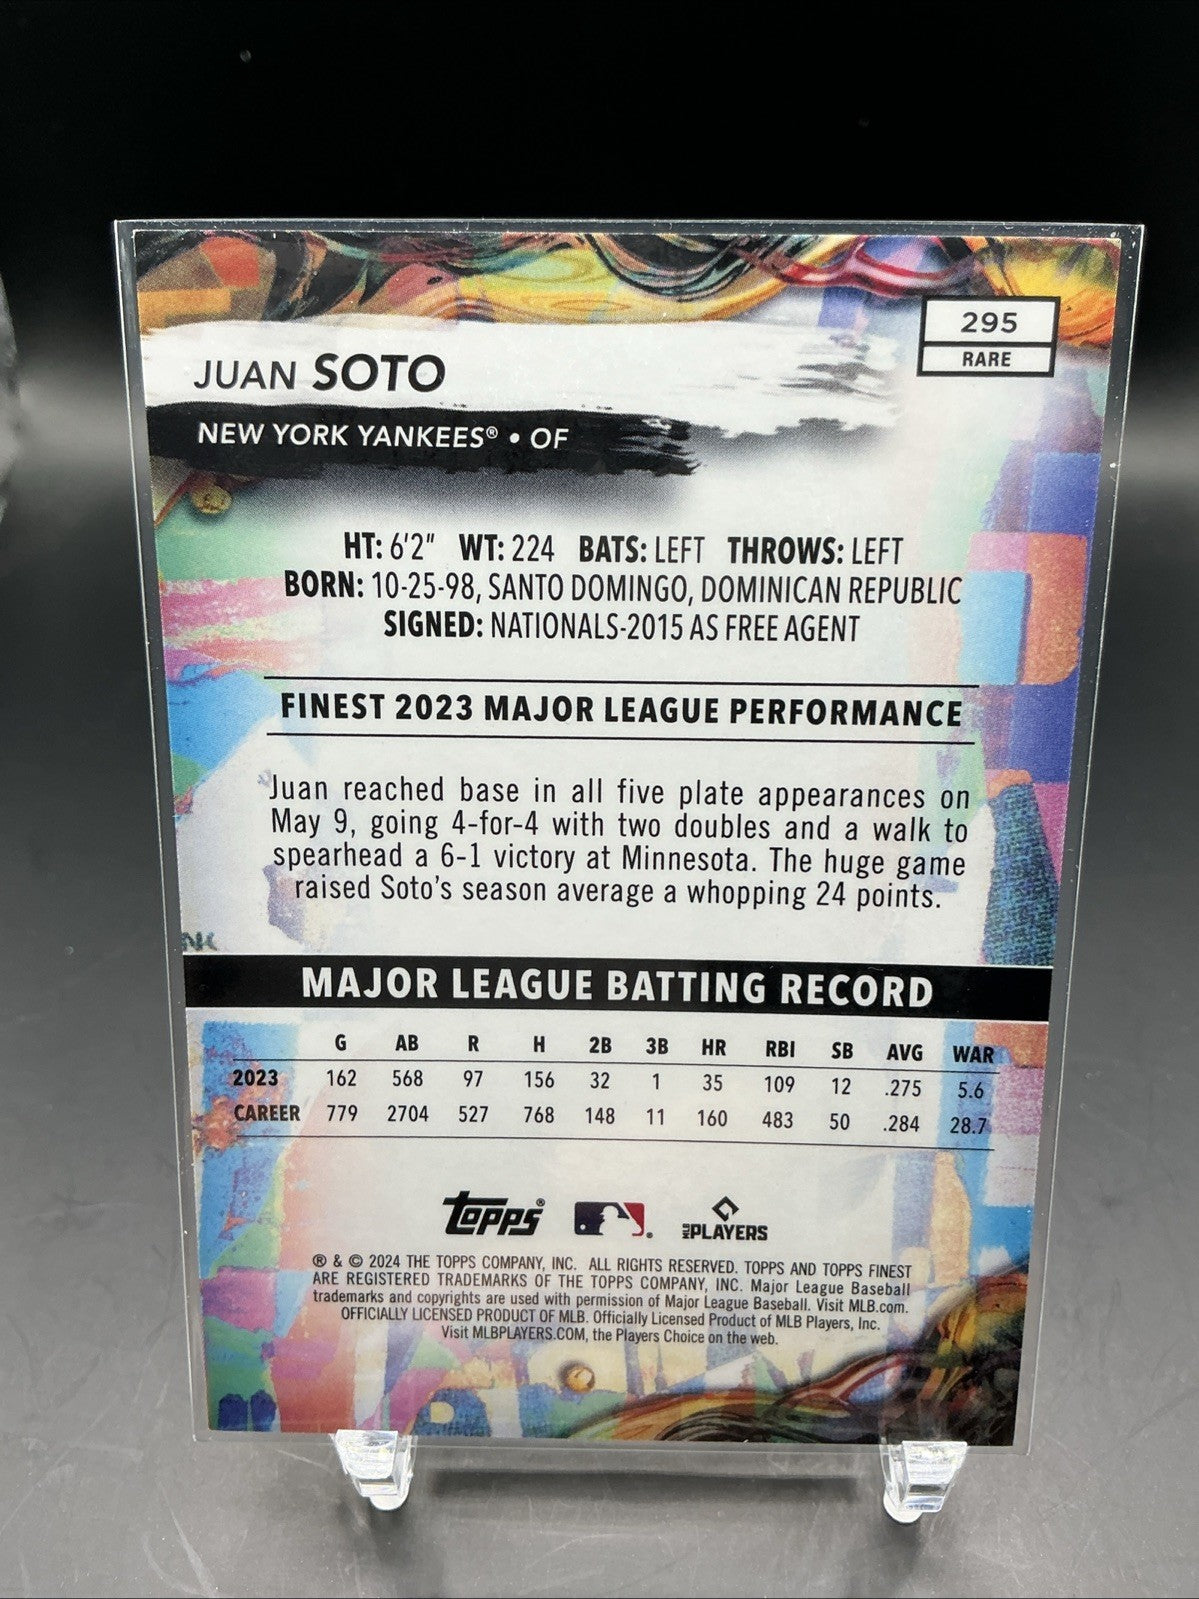 295
RARE
JUAN SOTO
NEW YORK YANKEES® • OF
HT: 6'2" WT: 224 BATS: LEFT THROWS: LEFT
BORN: 10-25-98, SANTO DOMINGO, DOMINICAN REPUBLIC
SIGNED: NATIONALS-2015 AS FREE AGENT
FINEST 2023 MAJOR LEAGUE PERFORMANCE
Juan reached base in all five plate appearances on
May 9, going 4-for-4 with two doubles and a walk to
spearhead a 6-1 victory at Minnesota. The huge game
raised Soto's season average a whopping 24 points.
MAJOR LEAGUE BATTING RECORD
G AB R H 2B 3B HR RBI SB AVG WAR
2023 162 568 97 156 32 1 35 109 12 .275 5.6
CAREER 779 2704 527 768 148 11 160 483 50 .284 28.7
topps® ® MLB PLAYERS
® & © 2024 THE TOPPS COMPANY, INC. ALL RIGHTS RESERVED. TOPPS AND TOPPS FINEST
ARE REGISTERED TRADEMARKS OF THE TOPPS COMPANY, INC. Major League Baseball
trademarks and copyrights are used with permission of Major League Baseball. Visit MLB.com.
OFFICIALLY LICENSED PRODUCT OF MLB. Officially Licensed Product of MLB Players, Inc.
Visit MLBPLAYERS.COM, the Players Choice on the web.